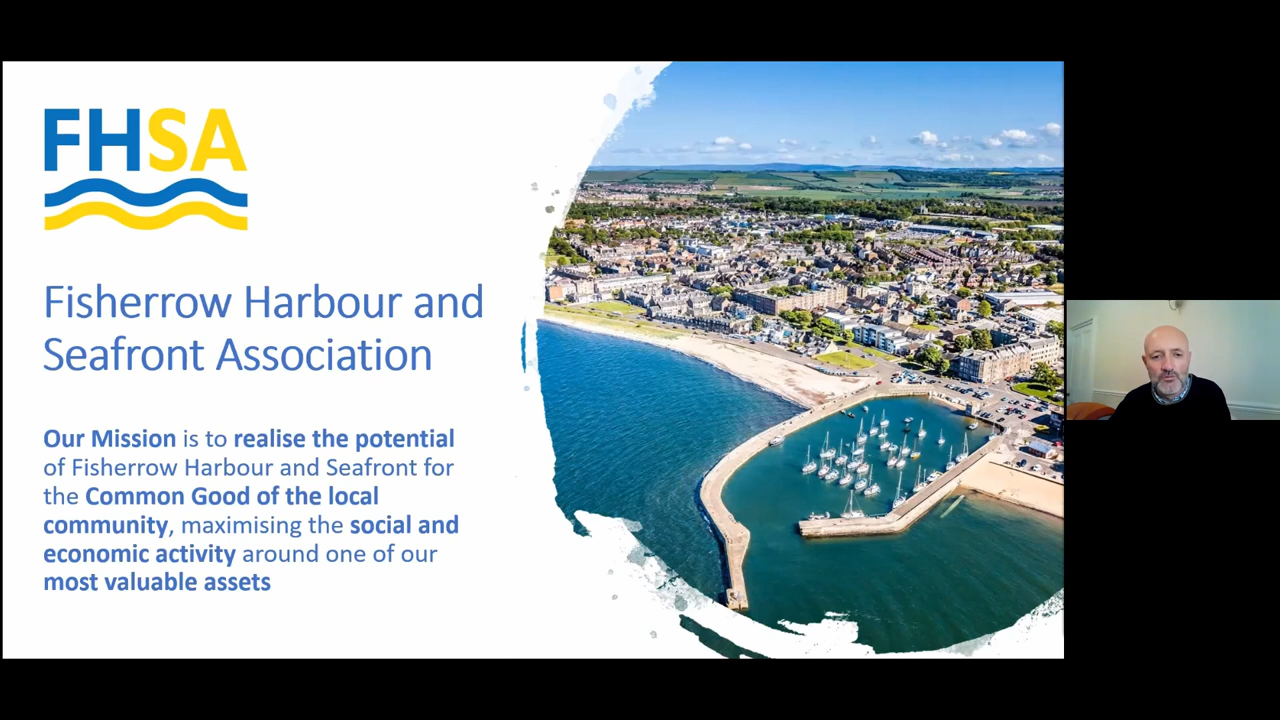 FHSA
Fisherrow Harbour and
Seafront Association
Our Mission is to realise the potential
of Fisherrow Harbour and Seafront for
the Common Good of the local
community, maximising the social and
economic activity around one of our
most valuable assets